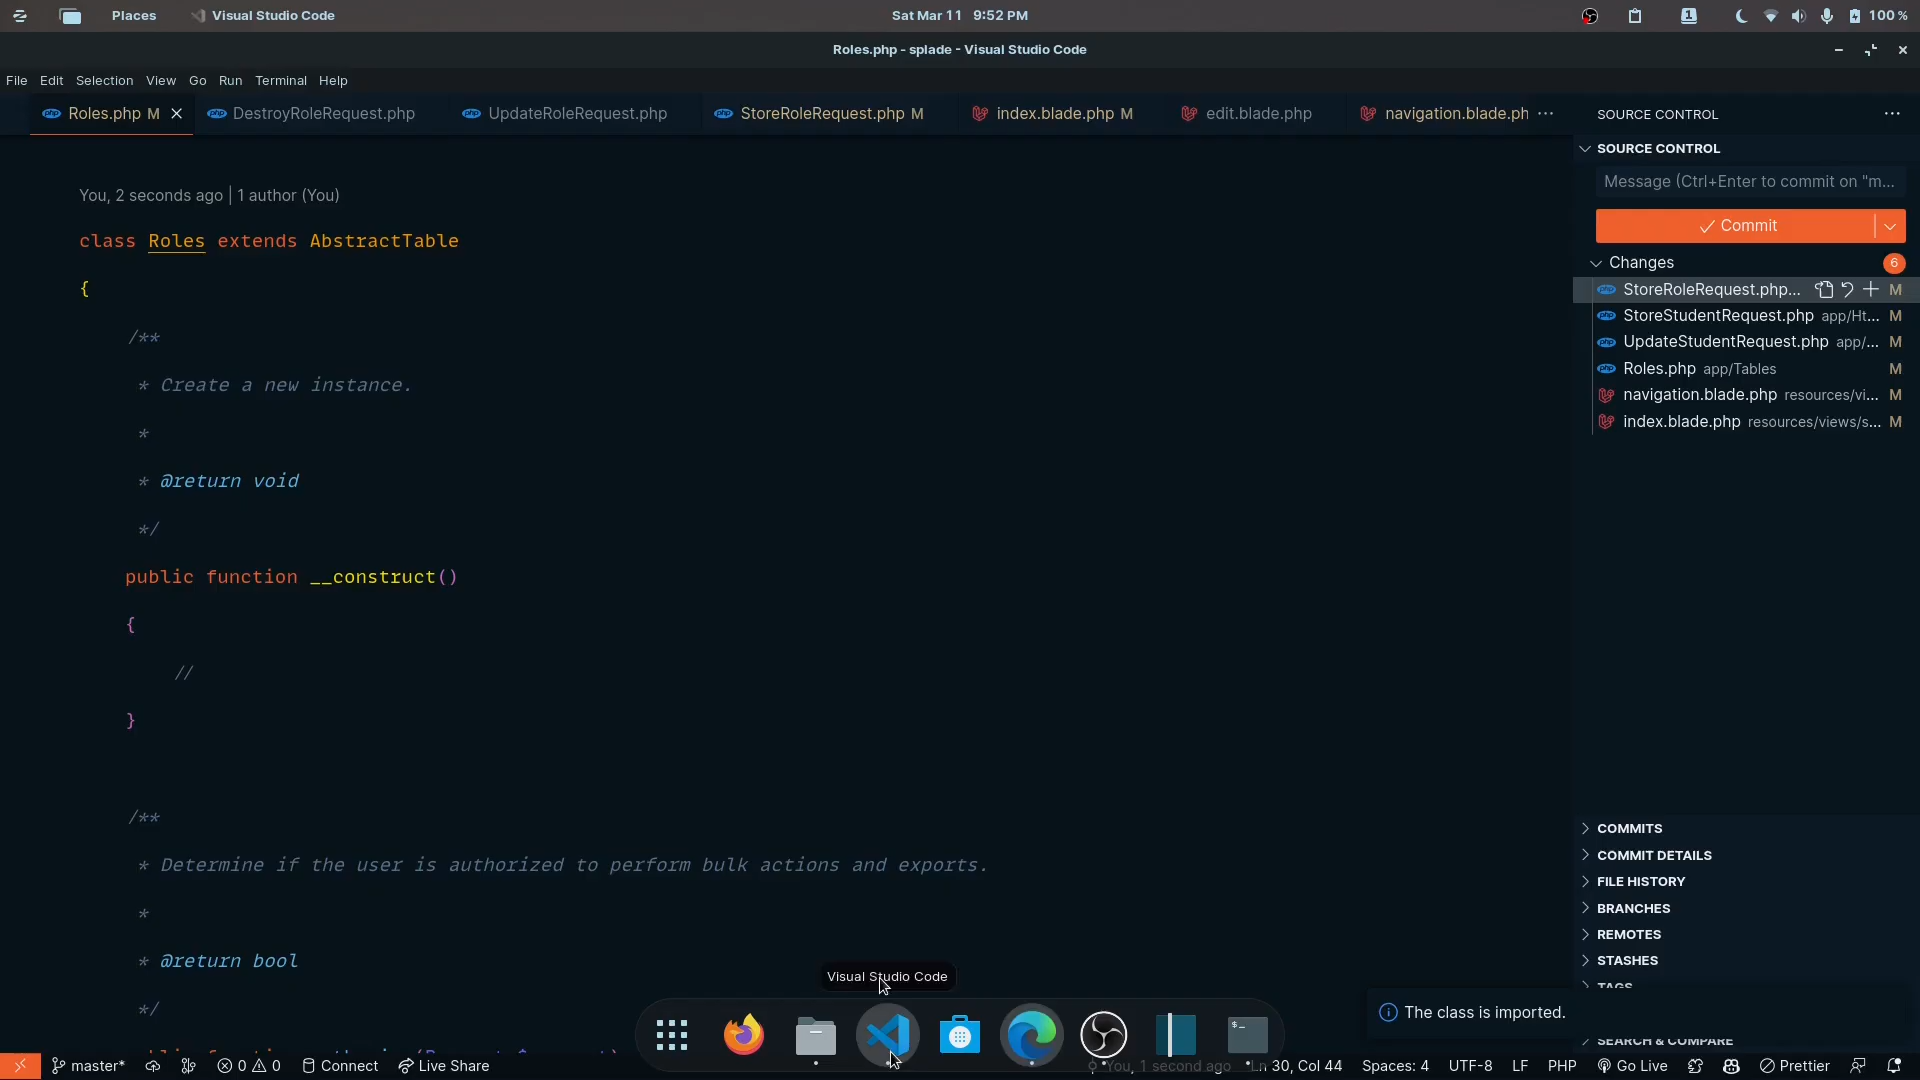 Places
Visual Studio Code
Sat Mar 11 9:52 PM
1
100 %
Roles.php - splade - Visual Studio Code
File Edit Selection View Go Run Terminal Help
Roles.php M
DestroyRoleRequest.php
UpdateRoleRequest.php
StoreRoleRequest.php M
index.blade.php M
edit.blade.php
navigation.blade.ph
SOURCE CONTROL
You, 2 seconds ago | 1 author (You)
class Roles extends AbstractTable
{
/**
* Create a new instance.
*
* @return void
*/
public function __construct()
{
//
}
/**
* Determine if the user is authorized to perform bulk actions and exports.
*
* @return bool
*/
SOURCE CONTROL
Message (Ctrl+Enter to commit on "m...
Commit
Changes 6
StoreRoleRequest.php... M
StoreStudentRequest.php app/Ht... M
UpdateStudentRequest.php app/... M
Roles.php app/Tables M
navigation.blade.php resources/vi... M
index.blade.php resources/views/s... M
COMMITS
COMMIT DETAILS
FILE HISTORY
BRANCHES
REMOTES
STASHES
TAGS
The class is imported.
SEARCH & COMPARE
Visual Studio Code
master*
0 0
Connect
Live Share
You, 1 second ago
Ln 30, Col 44
Spaces: 4
UTF-8
LF
PHP
Go Live
Prettier